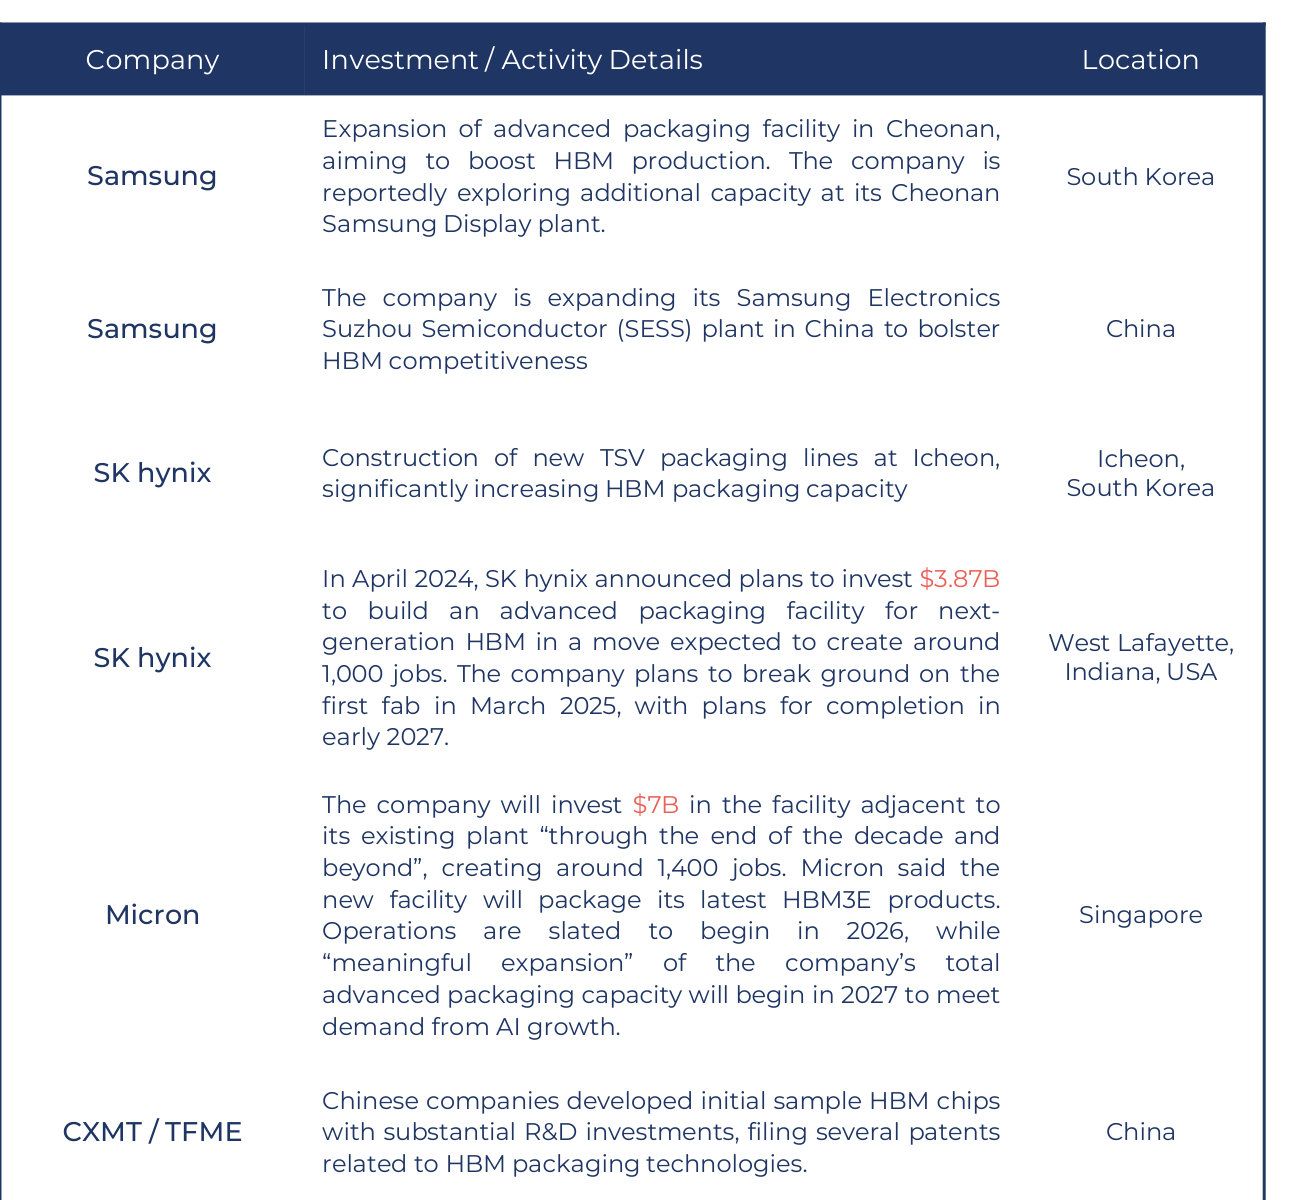 Company
Investment / Activity Details
Location
Samsung
Expansion of advanced packaging facility in Cheonan,
aiming to boost HBM production. The company is
reportedly exploring additional capacity at its Cheonan
Samsung Display plant.
South Korea
Samsung
The company is expanding its Samsung Electronics
Suzhou Semiconductor (SESS) plant in China to bolster
HBM competitiveness
China
SK hynix
Construction of new TSV packaging lines at Icheon,
significantly increasing HBM packaging capacity
Icheon,
South Korea
SK hynix
In April 2024, SK hynix announced plans to invest $3.87B
to build an advanced packaging facility for next-
generation HBM in a move expected to create around
1,000 jobs. The company plans to break ground on the
first fab in March 2025, with plans for completion in
early 2027.
West Lafayette,
Indiana, USA
Micron
The company will invest $7B in the facility adjacent to
its existing plant “through the end of the decade and
beyond”, creating around 1,400 jobs. Micron said the
new facility will package its latest HBM3E products.
Operations are slated to begin in 2026, while
“meaningful expansion” of the company’s total
advanced packaging capacity will begin in 2027 to meet
demand from AI growth.
Singapore
CXMT / TFME
Chinese companies developed initial sample HBM chips
with substantial R&D investments, filing several patents
related to HBM packaging technologies.
China